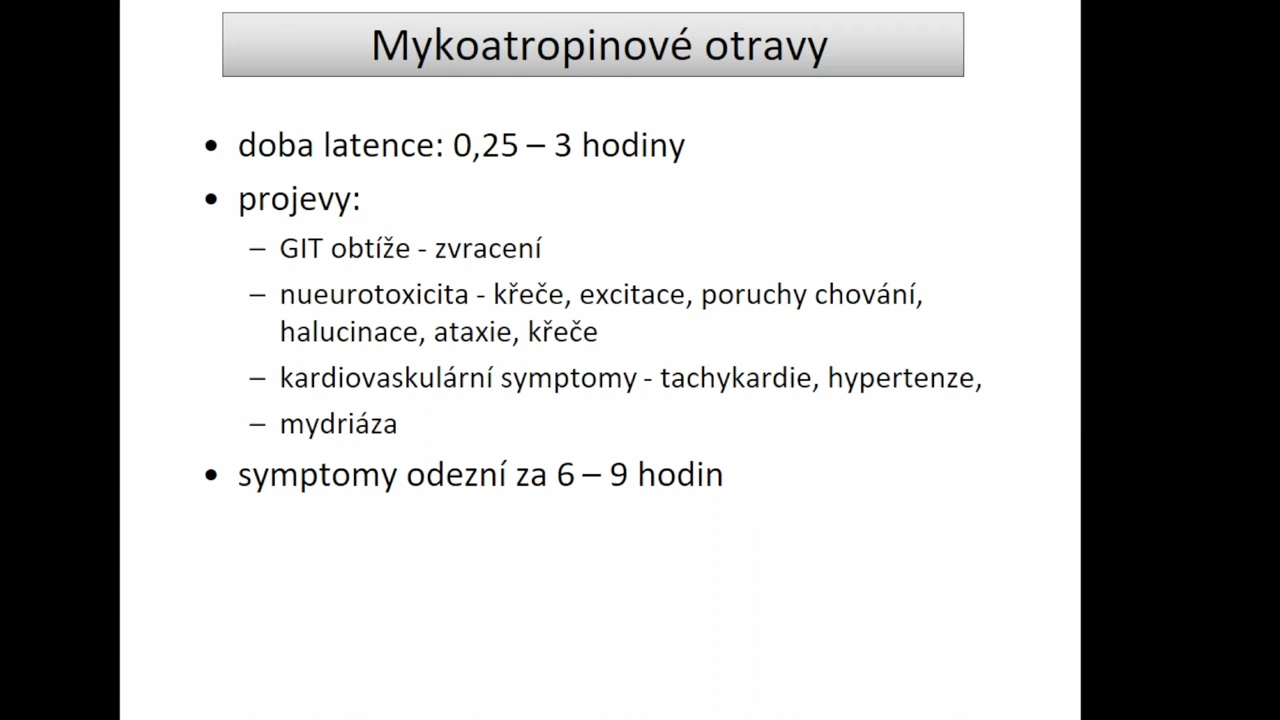 Mykoatropinové otravy
• doba latence: 0,25 – 3 hodiny
• projevy:
– GIT obtíže - zvracení
– nueurotoxicita - křeče, excitace, poruchy chování,
halucinace, ataxie, křeče
– kardiovaskulární symptomy - tachykardie, hypertenze,
– mydriáza
• symptomy odezní za 6 – 9 hodin